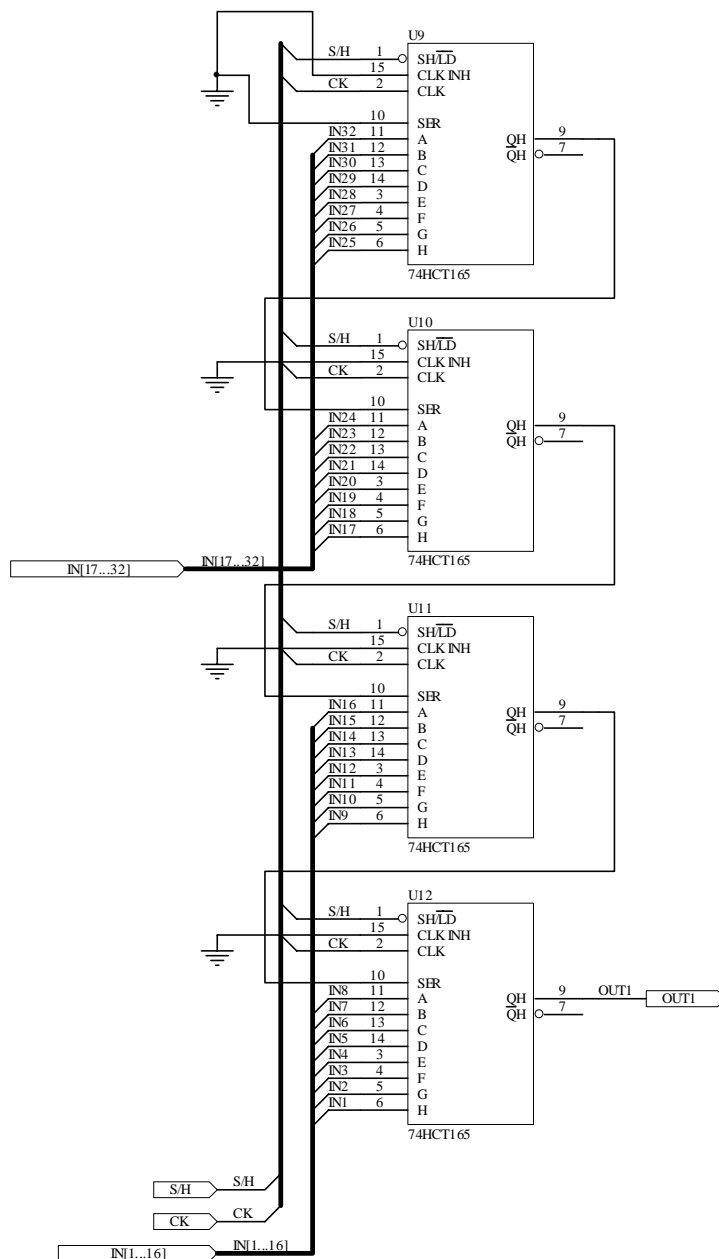 U9
S/H 1 SH/LD
15 CLK INH
CK 2 CLK
10 SER
IN32 11 A QH 9
IN31 12 B QH 7
IN30 13 C
IN29 14 D
IN28 3 E
IN27 4 F
IN26 5 G
IN25 6 H
74HCT165
U10
S/H 1 SH/LD
15 CLK INH
CK 2 CLK
10 SER
IN24 11 A QH 9
IN23 12 B QH 7
IN22 13 C
IN21 14 D
IN20 3 E
IN19 4 F
IN18 5 G
IN17 6 H
74HCT165
IN[17...32] IN[17...32]
U11
S/H 1 SH/LD
15 CLK INH
CK 2 CLK
10 SER
IN16 11 A QH 9
IN15 12 B QH 7
IN14 13 C
IN13 14 D
IN12 3 E
IN11 4 F
IN10 5 G
IN9 6 H
74HCT165
U12
S/H 1 SH/LD
15 CLK INH
CK 2 CLK
10 SER
IN8 11 A QH 9 OUT1 OUT1
IN7 12 B QH 7
IN6 13 C
IN5 14 D
IN4 3 E
IN3 4 F
IN2 5 G
IN1 6 H
74HCT165
S/H S/H
CK CK
IN[1...16] IN[1...16]